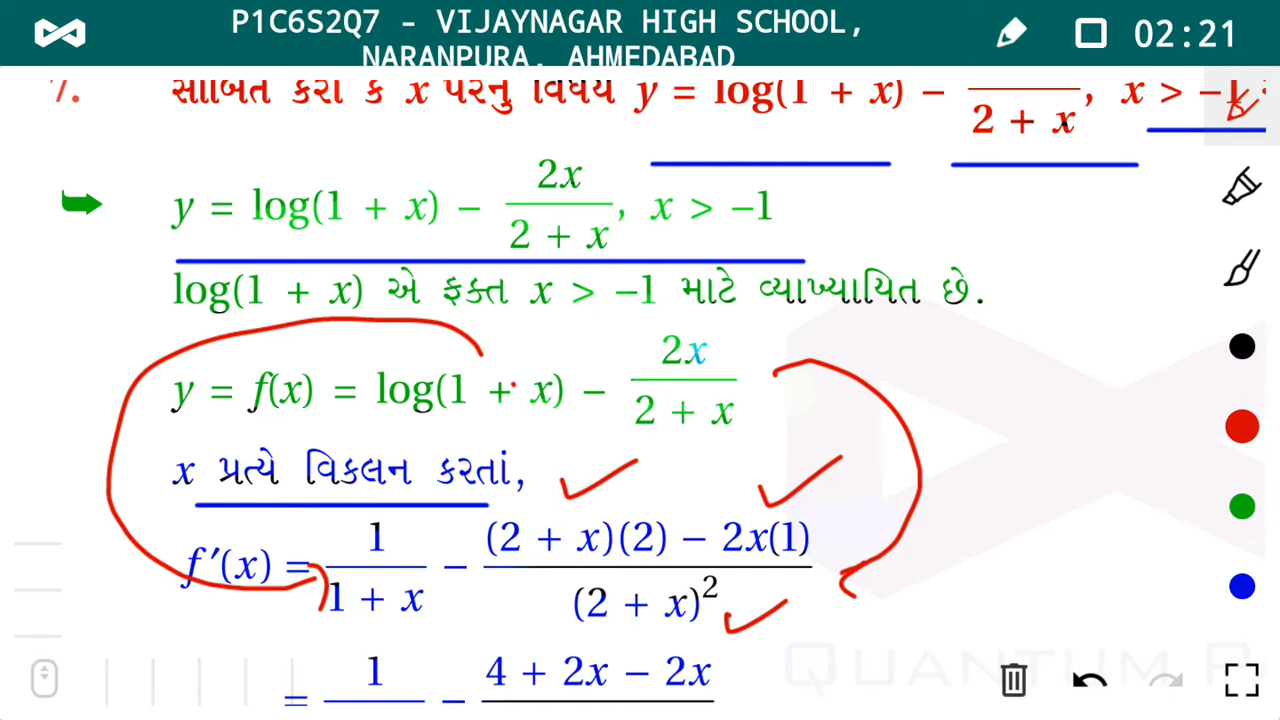 P1C6S2Q7 - VIJAYNAGAR HIGH SCHOOL,
NARANPURA, AHMEDABAD
02:21
7. સાબિત કરો કે x પરનું વિધેય y = log(1 + x) − /(2 + x), x > −1
y = log(1 + x) − 2x/(2 + x), x > −1
log(1 + x) એ ફક્ત x > −1 માટે વ્યાખ્યાયિત છે.
y = f(x) = log(1 + x) − 2x/(2 + x)
x પ્રત્યે વિકલન કરતાં,
f′(x) = 1/(1 + x) − ((2 + x)(2) − 2x(1))/(2 + x)²
= 1 − 4 + 2x − 2x
QUANTUM